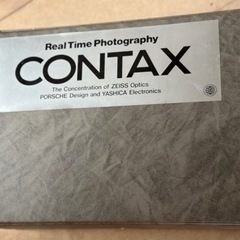 Real Time Photography
CONTAX
The Concentration of ZEISS Optics
PORSCHE Design and YASHICA Electronics